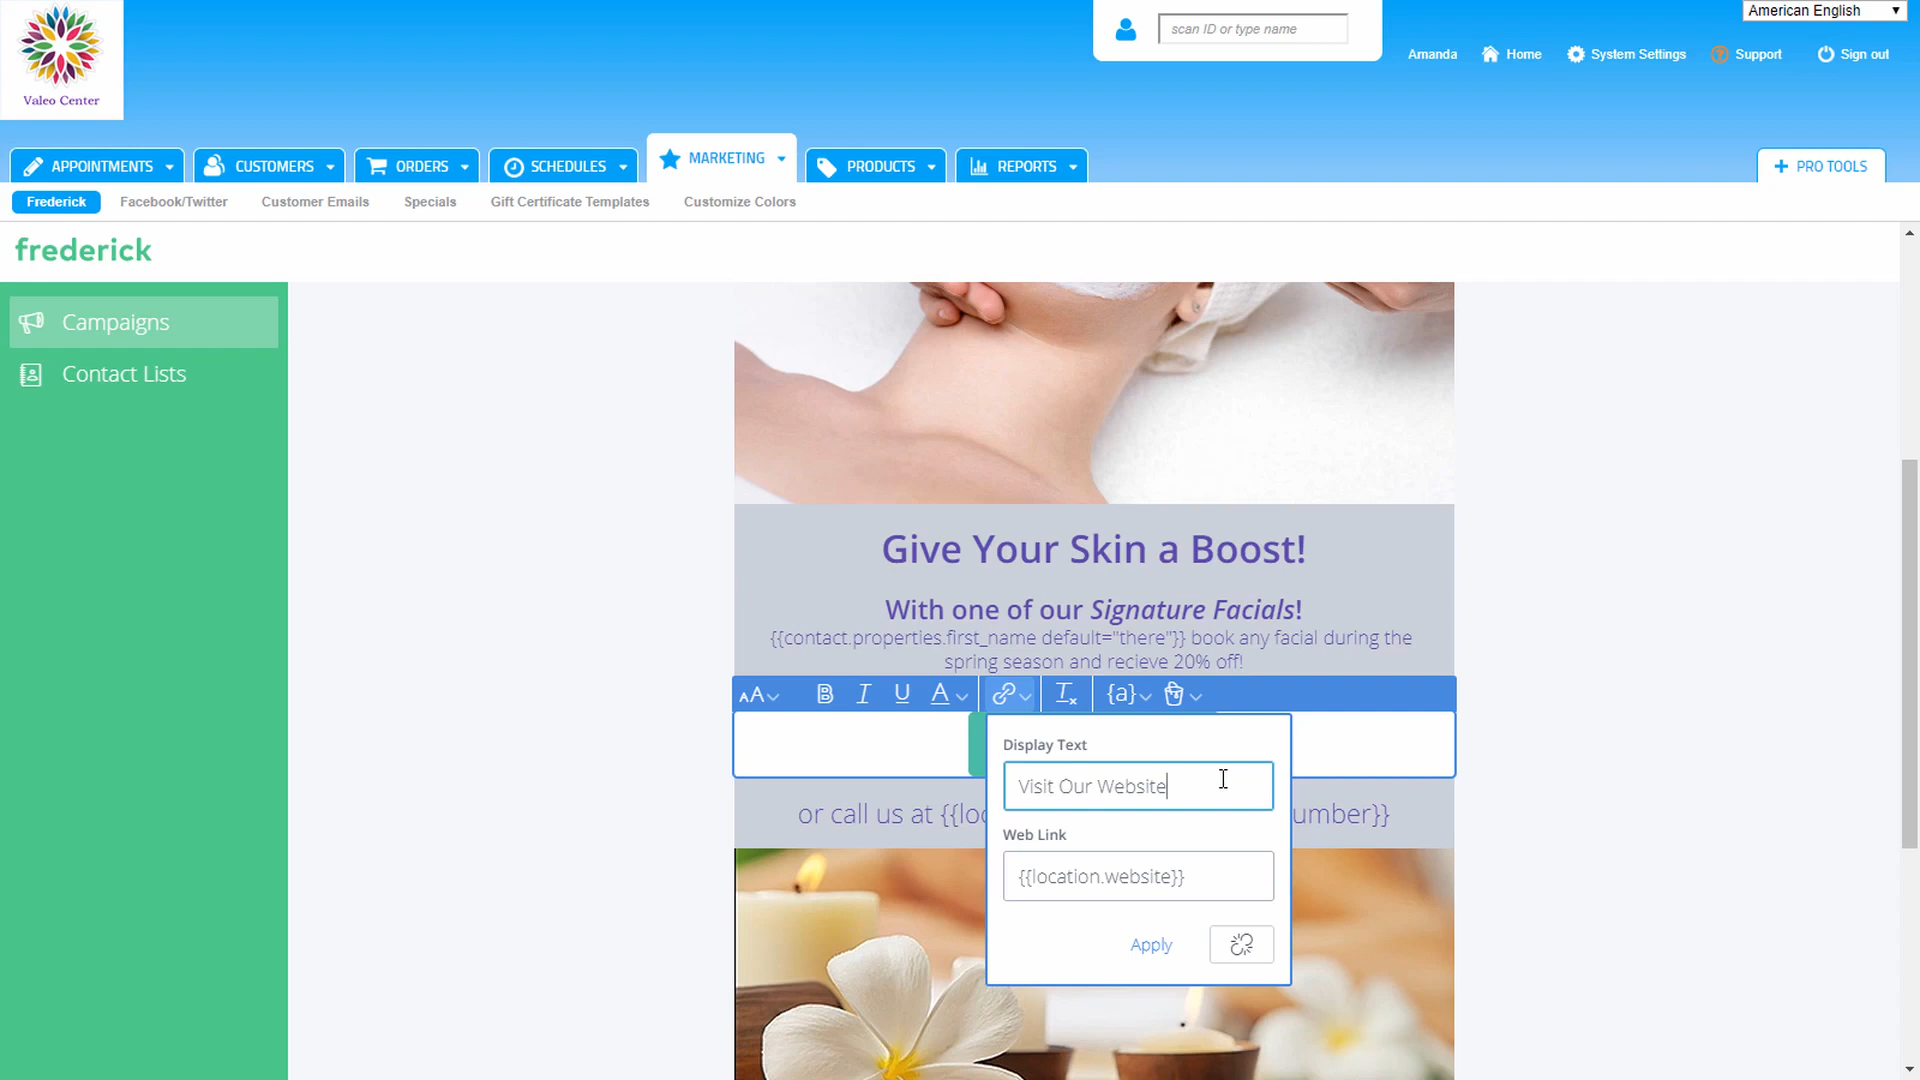 American English
scan ID or type name
Amanda
Home
System Settings
Support
Sign out
Valeo Center
APPOINTMENTS
CUSTOMERS
ORDERS
SCHEDULES
MARKETING
PRODUCTS
REPORTS
+ PRO TOOLS
Frederick
Facebook/Twitter
Customer Emails
Specials
Gift Certificate Templates
Customize Colors
frederick
Campaigns
Contact Lists
Give Your Skin a Boost!
With one of our Signature Facials!
{{contact.properties.first_name default="there"}} book any facial during the
spring season and recieve 20% off!
AA
B
I
U
A
Tx
{a}
Display Text
Visit Our Website
or call us at {{loc
umber}}
Web Link
{{location.website}}
Apply